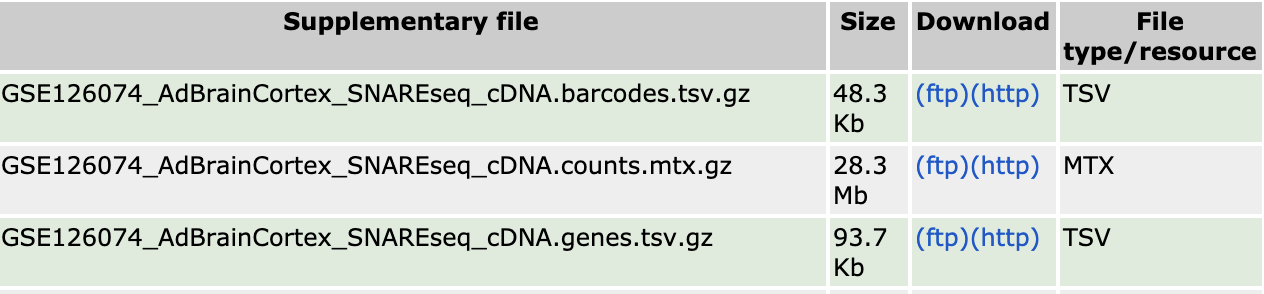 Supplementary file Size Download File type/resource
GSE126074_AdBrainCortex_SNAREseq_cDNA.barcodes.tsv.gz 48.3 Kb (ftp)(http) TSV
GSE126074_AdBrainCortex_SNAREseq_cDNA.counts.mtx.gz 28.3 Mb (ftp)(http) MTX
GSE126074_AdBrainCortex_SNAREseq_cDNA.genes.tsv.gz 93.7 Kb (ftp)(http) TSV